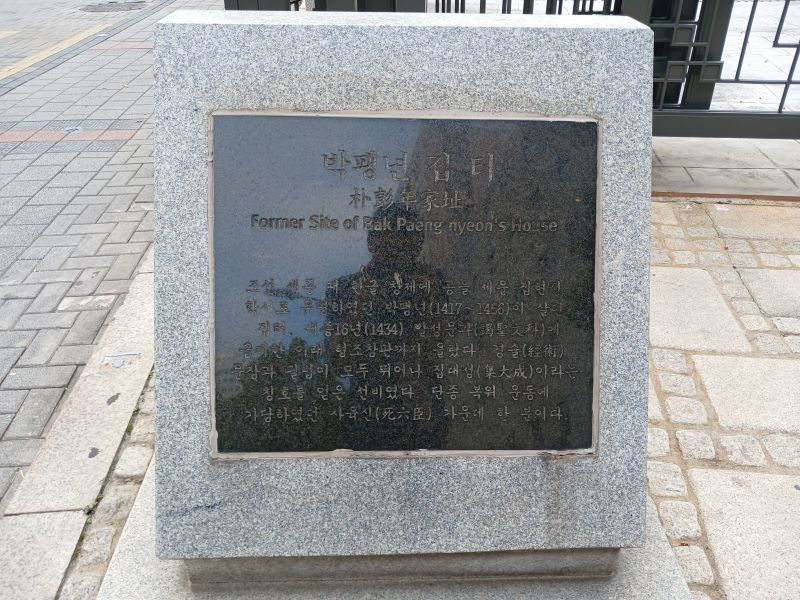 박팽년 집 터
朴彭年家址
Former Site of Bak Paeng nyeon's House
조선 세종 때 한글 창제에 공을 세운 집현전
학사로 유명하였던 박팽년(1417~1456)이 살던
집터. 세종16년(1434) 알성문과(謁聖文科)에
급제한 이래 형조참판까지 올랐다. 경술(經術)
문장과 필법이 모두 뛰어나 집대성(集大成)이라는
칭호를 얻은 선비였다. 단종 복위 운동에
가담하였던 사육신(死六臣) 가운데 한 분이다.